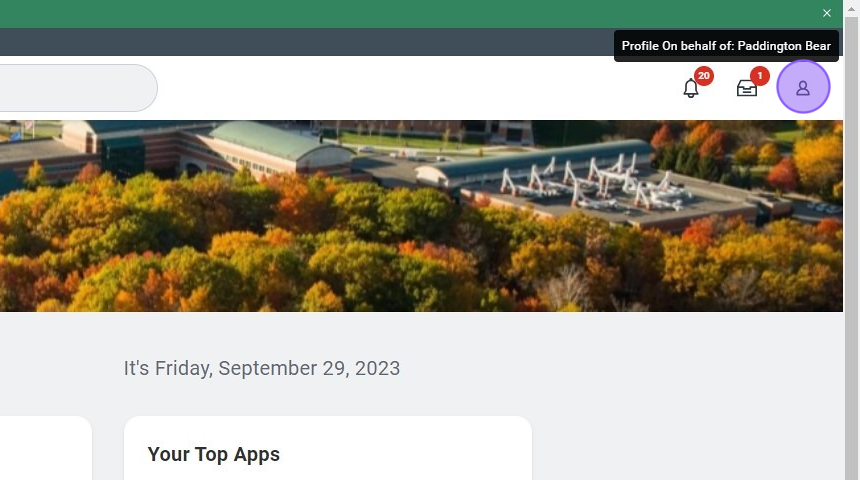 Profile On behalf of: Paddington Bear
20
1
It's Friday, September 29, 2023
Your Top Apps